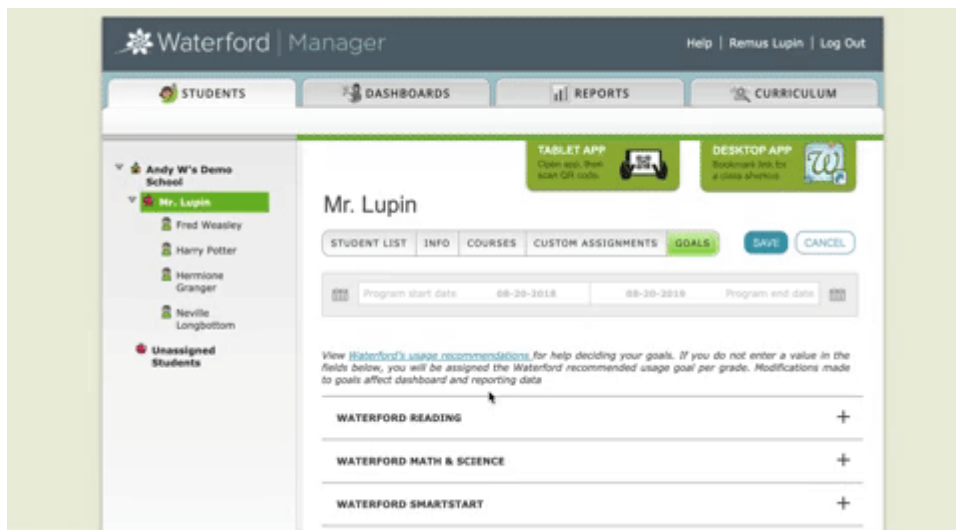 Waterford | Manager
Help | Remus Lupin | Log Out
STUDENTS
DASHBOARDS
REPORTS
CURRICULUM
Andy W's Demo
School
Mr. Lupin
Fred Weasley
Harry Potter
Hermione
Granger
Neville
Longbottom
Unassigned
Students
TABLET APP
Open app, then
scan QR code.
DESKTOP APP
Bookmark link for
a class shortcut.
Mr. Lupin
STUDENT LIST INFO COURSES CUSTOM ASSIGNMENTS GOALS SAVE CANCEL
Program start date 08-20-2018 08-20-2018 Program end date
View Waterford's usage recommendations for help deciding your goals. If you do not enter a value in the
fields below, you will be assigned the Waterford recommended usage goal per grade. Modifications made
to goals affect dashboard and reporting data
WATERFORD READING +
WATERFORD MATH & SCIENCE +
WATERFORD SMARTSTART +